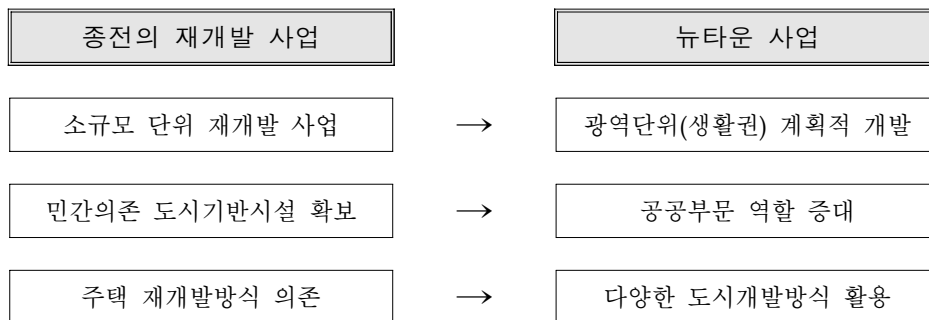 종전의 재개발 사업
뉴타운 사업
소규모 단위 재개발 사업 → 광역단위(생활권) 계획적 개발
민간의존 도시기반시설 확보 → 공공부문 역할 증대
주택 재개발방식 의존 → 다양한 도시개발방식 활용